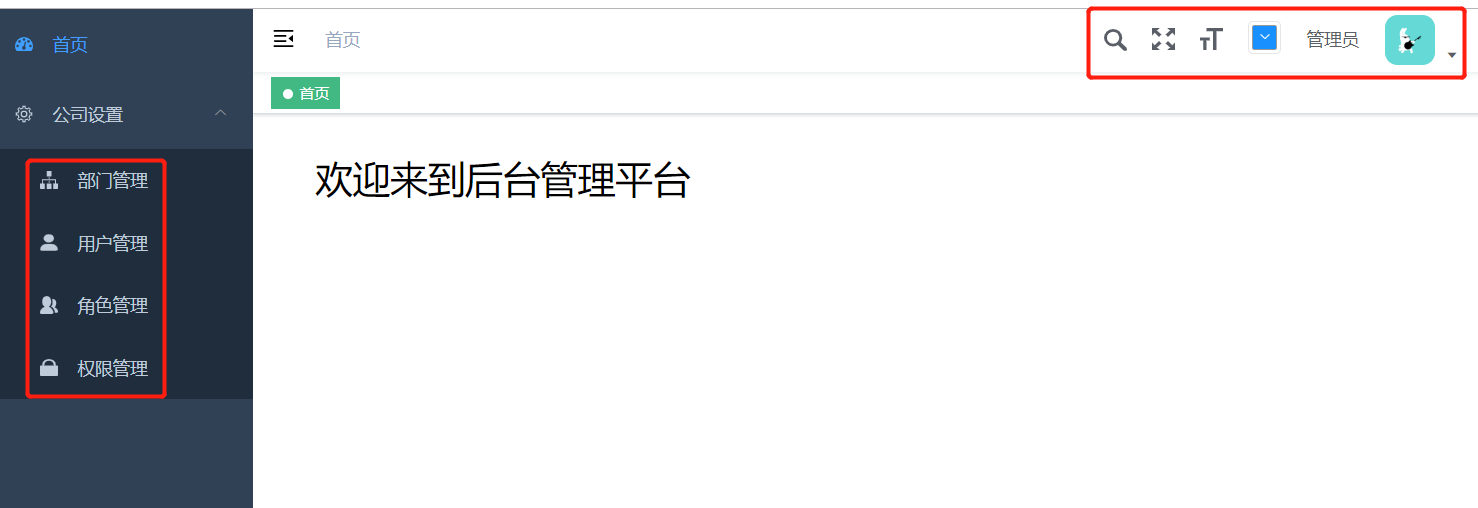 首页
公司设置
部门管理
用户管理
角色管理
权限管理
首页
管理员
首页
欢迎来到后台管理平台